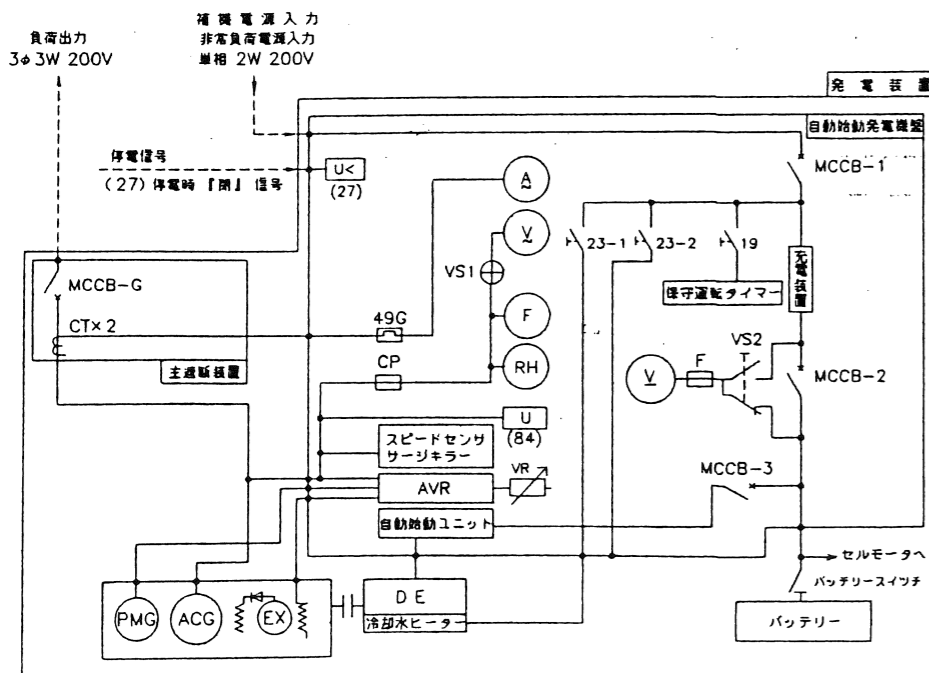 補機電源入力
非常負荷電源入力
単相 2W 200V
負荷出力
3φ3W 200V
発電装置
自動始動発電機盤
停電信号
(27)停電時『閉』信号
U<
(27)
A
V
VS1
F
RH
MCCB-1
23-1
23-2
19
保守運転タイマー
充電装置
MCCB-G
CT×2
主遮断装置
49G
CP
VS2
V
F
MCCB-2
U
(84)
スピードセンサ
サージキラー
AVR
VR
MCCB-3
自動始動ユニット
セルモータへ
バッテリースイッチ
バッテリー
PMG
ACG
EX
DE
冷却水ヒーター